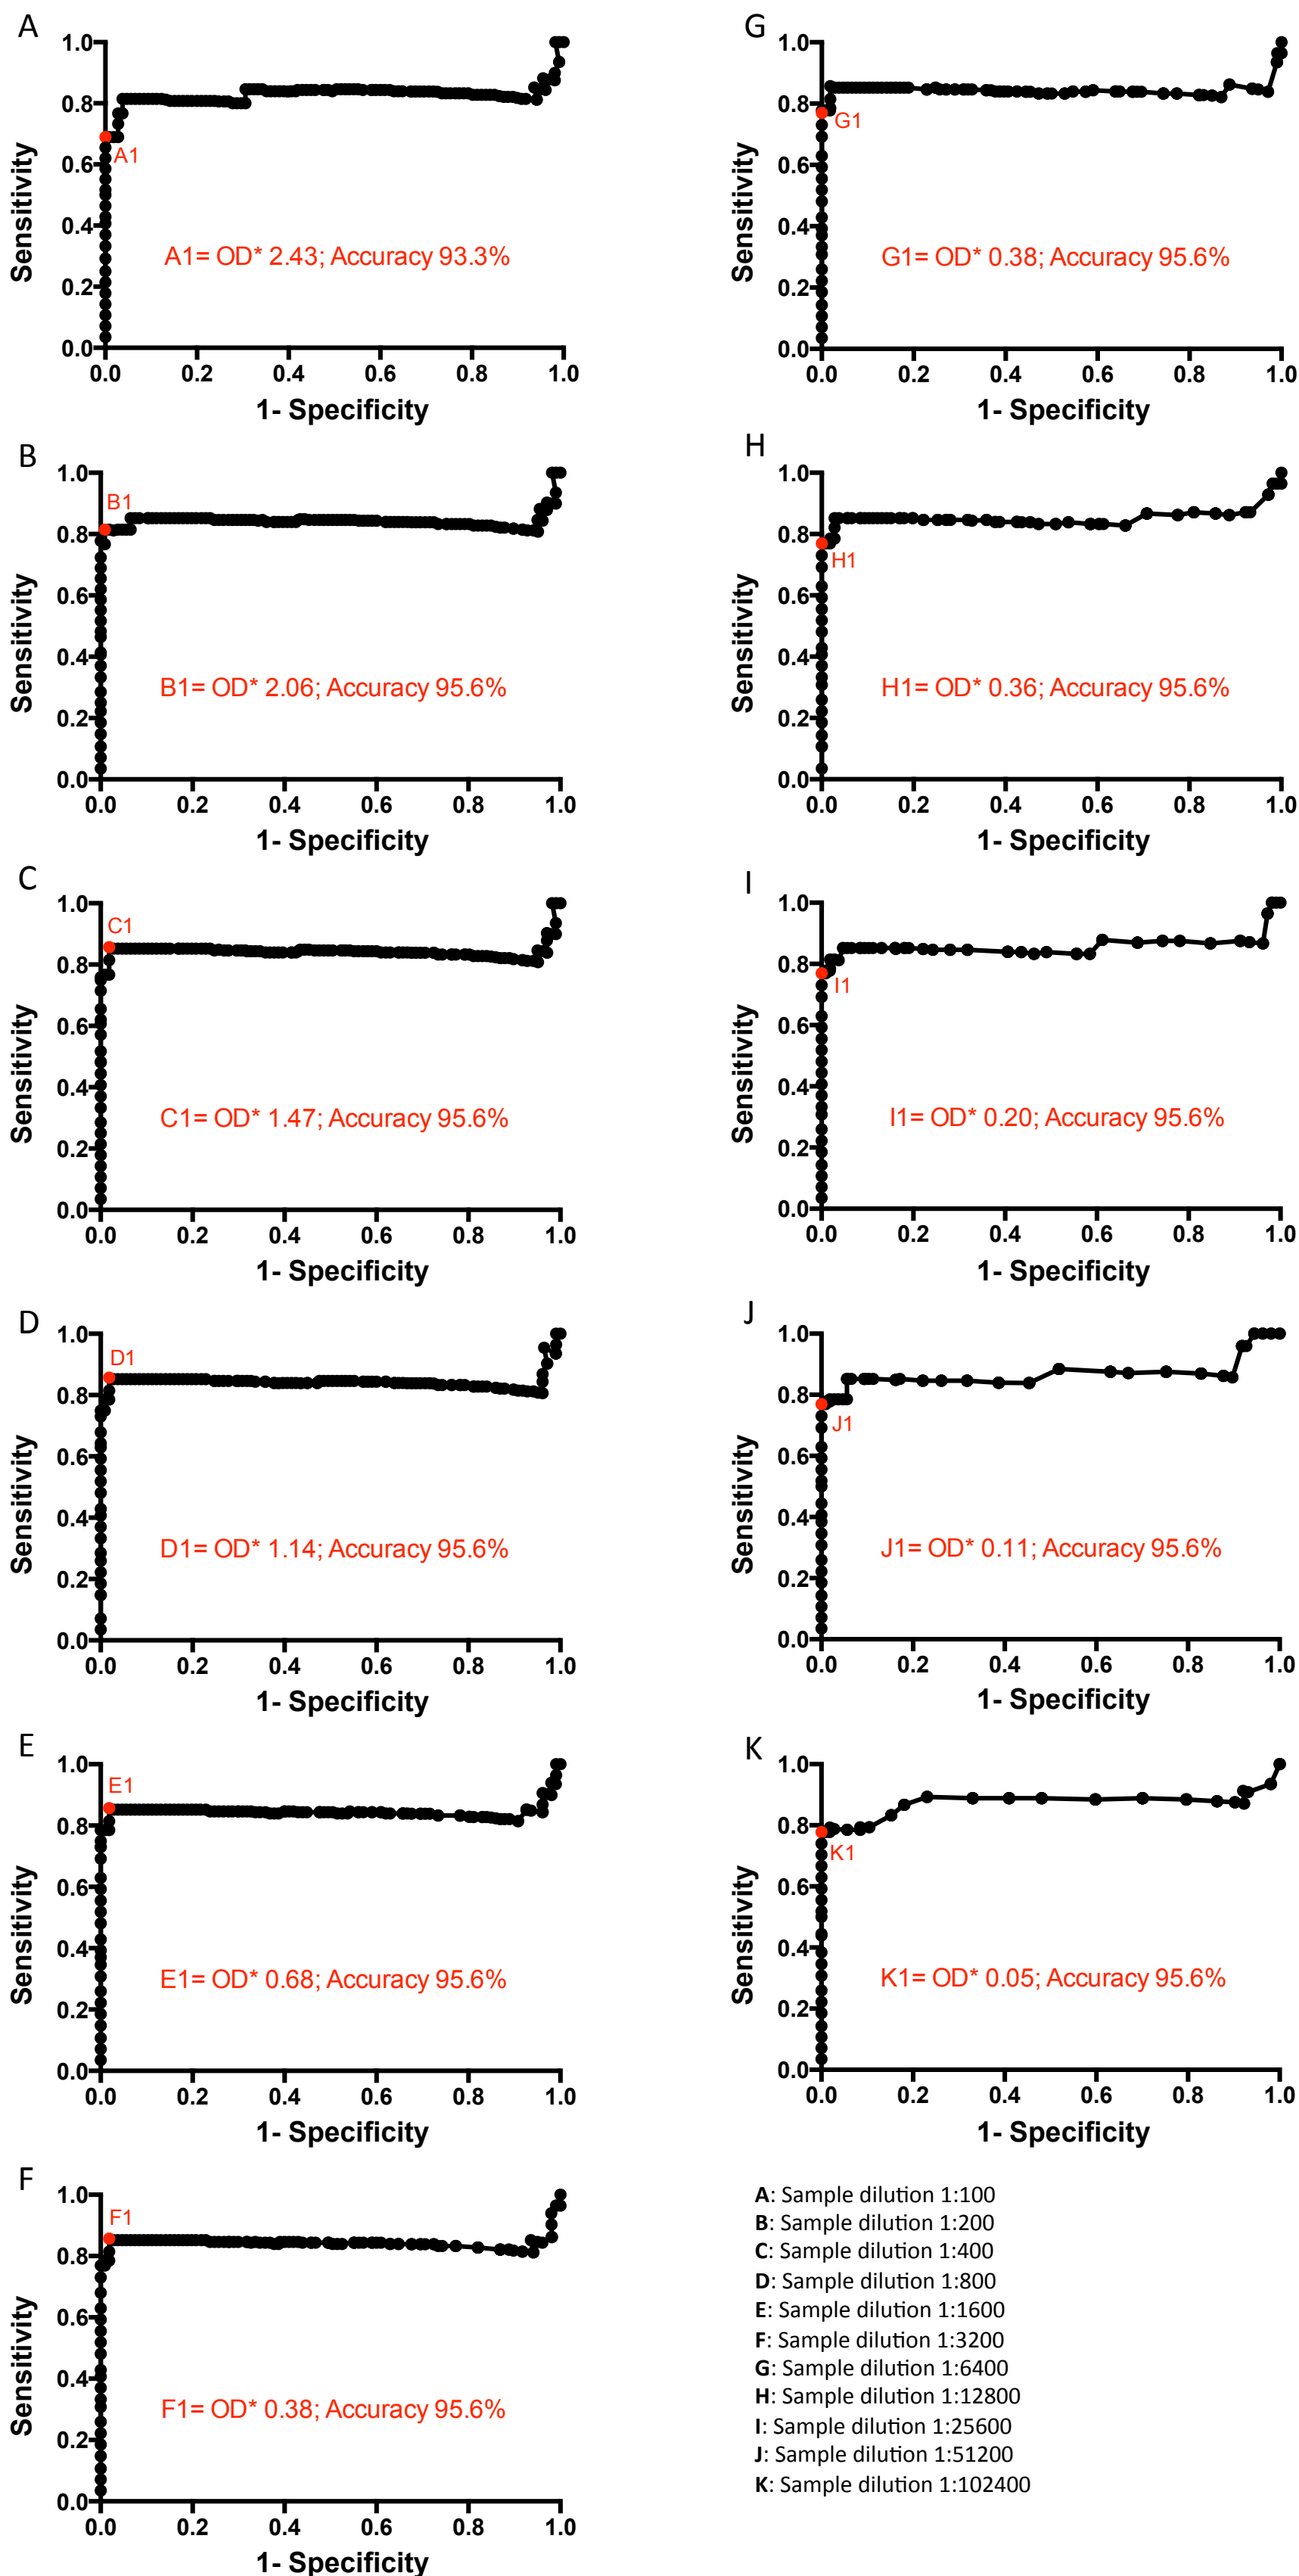 A
1.0
0.8
0.6
0.4
0.2
0.0
Sensitivity
A1
A1= OD* 2.43; Accuracy 93.3%
0.0 0.2 0.4 0.6 0.8 1.0
1- Specificity
B
1.0
0.8
0.6
0.4
0.2
0.0
Sensitivity
B1
B1= OD* 2.06; Accuracy 95.6%
0.0 0.2 0.4 0.6 0.8 1.0
1- Specificity
C
1.0
0.8
0.6
0.4
0.2
0.0
Sensitivity
C1
C1= OD* 1.47; Accuracy 95.6%
0.0 0.2 0.4 0.6 0.8 1.0
1- Specificity
D
1.0
0.8
0.6
0.4
0.2
0.0
Sensitivity
D1
D1= OD* 1.14; Accuracy 95.6%
0.0 0.2 0.4 0.6 0.8 1.0
1- Specificity
E
1.0
0.8
0.6
0.4
0.2
0.0
Sensitivity
E1
E1= OD* 0.68; Accuracy 95.6%
0.0 0.2 0.4 0.6 0.8 1.0
1- Specificity
F
1.0
0.8
0.6
0.4
0.2
0.0
Sensitivity
F1
F1= OD* 0.38; Accuracy 95.6%
0.0 0.2 0.4 0.6 0.8 1.0
1- Specificity
G
1.0
0.8
0.6
0.4
0.2
0.0
Sensitivity
G1
G1= OD* 0.38; Accuracy 95.6%
0.0 0.2 0.4 0.6 0.8 1.0
1- Specificity
H
1.0
0.8
0.6
0.4
0.2
0.0
Sensitivity
H1
H1= OD* 0.36; Accuracy 95.6%
0.0 0.2 0.4 0.6 0.8 1.0
1- Specificity
I
1.0
0.8
0.6
0.4
0.2
0.0
Sensitivity
I1
I1= OD* 0.20; Accuracy 95.6%
0.0 0.2 0.4 0.6 0.8 1.0
1- Specificity
J
1.0
0.8
0.6
0.4
0.2
0.0
Sensitivity
J1
J1= OD* 0.11; Accuracy 95.6%
0.0 0.2 0.4 0.6 0.8 1.0
1- Specificity
K
1.0
0.8
0.6
0.4
0.2
0.0
Sensitivity
K1
K1= OD* 0.05; Accuracy 95.6%
0.0 0.2 0.4 0.6 0.8 1.0
1- Specificity
A: Sample dilution 1:100
B: Sample dilution 1:200
C: Sample dilution 1:400
D: Sample dilution 1:800
E: Sample dilution 1:1600
F: Sample dilution 1:3200
G: Sample dilution 1:6400
H: Sample dilution 1:12800
I: Sample dilution 1:25600
J: Sample dilution 1:51200
K: Sample dilution 1:102400